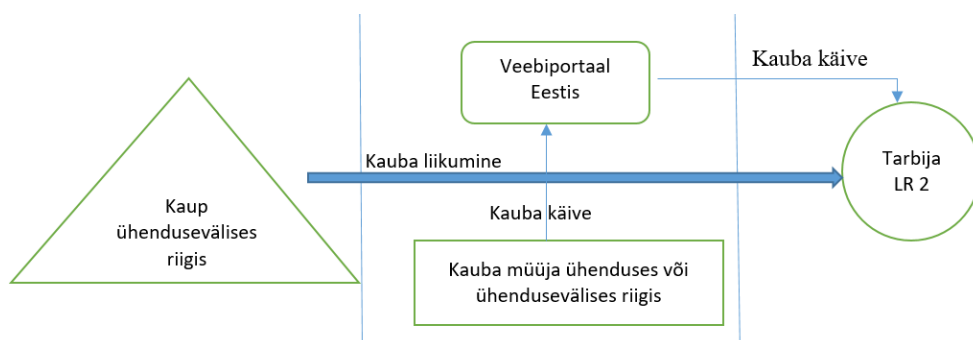 Veebiportaal
Eestis
Kauba käive
Kauba liikumine
Tarbija
LR 2
Kaup
ühendusevälises
riigis
Kauba käive
Kauba müüja ühenduses või
ühendusevälises riigis